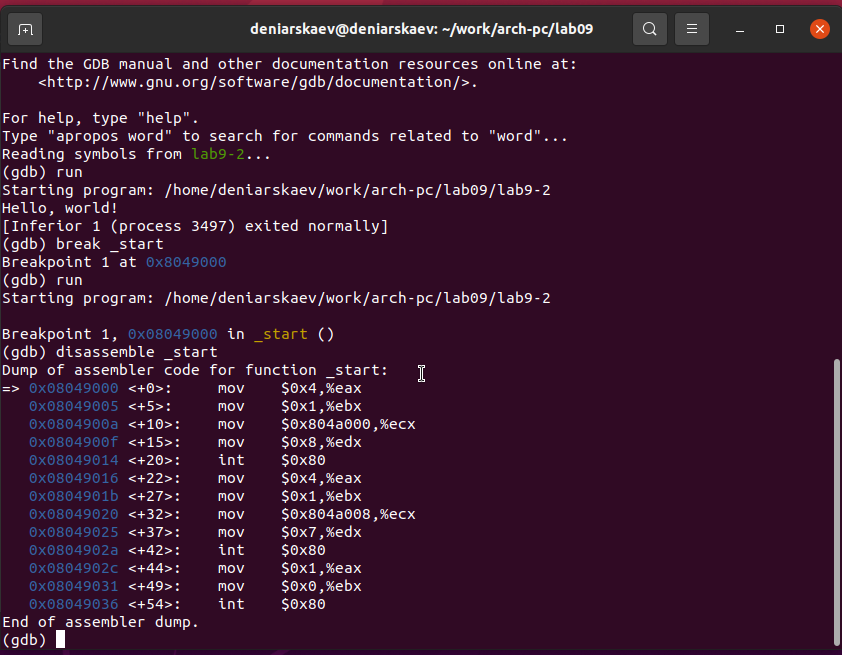 deniarskaev@deniarskaev: ~/work/arch-pc/lab09
Find the GDB manual and other documentation resources online at:
    <http://www.gnu.org/software/gdb/documentation/>.

For help, type "help".
Type "apropos word" to search for commands related to "word"...
Reading symbols from lab9-2...
(gdb) run
Starting program: /home/deniarskaev/work/arch-pc/lab09/lab9-2
Hello, world!
[Inferior 1 (process 3497) exited normally]
(gdb) break _start
Breakpoint 1 at 0x8049000
(gdb) run
Starting program: /home/deniarskaev/work/arch-pc/lab09/lab9-2

Breakpoint 1, 0x08049000 in _start ()
(gdb) disassemble _start
Dump of assembler code for function _start:
=> 0x08049000 <+0>:     mov    $0x4,%eax
   0x08049005 <+5>:     mov    $0x1,%ebx
   0x0804900a <+10>:    mov    $0x804a000,%ecx
   0x0804900f <+15>:    mov    $0x8,%edx
   0x08049014 <+20>:    int    $0x80
   0x08049016 <+22>:    mov    $0x4,%eax
   0x0804901b <+27>:    mov    $0x1,%ebx
   0x08049020 <+32>:    mov    $0x804a008,%ecx
   0x08049025 <+37>:    mov    $0x7,%edx
   0x0804902a <+42>:    int    $0x80
   0x0804902c <+44>:    mov    $0x1,%eax
   0x08049031 <+49>:    mov    $0x0,%ebx
   0x08049036 <+54>:    int    $0x80
End of assembler dump.
(gdb)